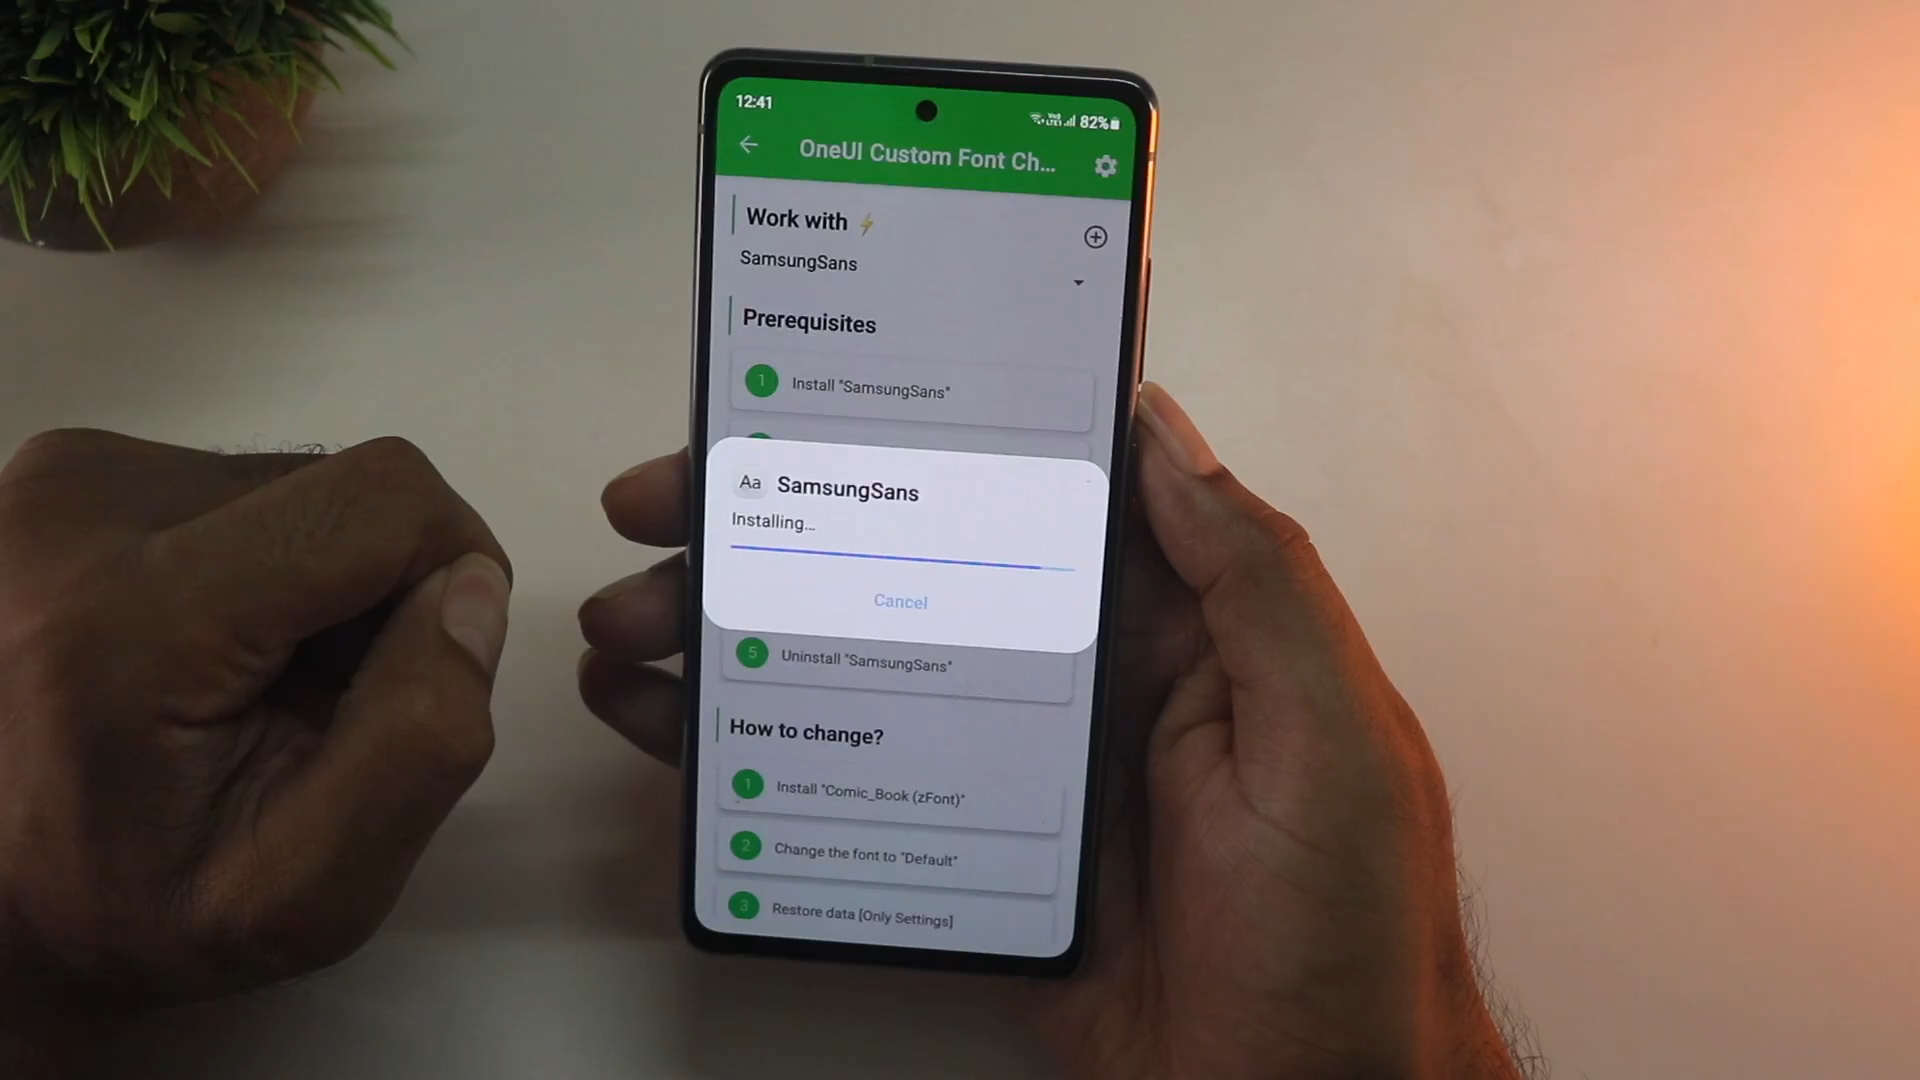 12:41
Vo)) LTE1 82%
OneUI Custom Font Ch...
Work with
SamsungSans
Prerequisites
1 Install "SamsungSans"
Aa SamsungSans
Installing...
Cancel
5 Uninstall "SamsungSans"
How to change?
1 Install "Comic_Book (zFont)"
2 Change the font to "Default"
3 Restore data [Only Settings]